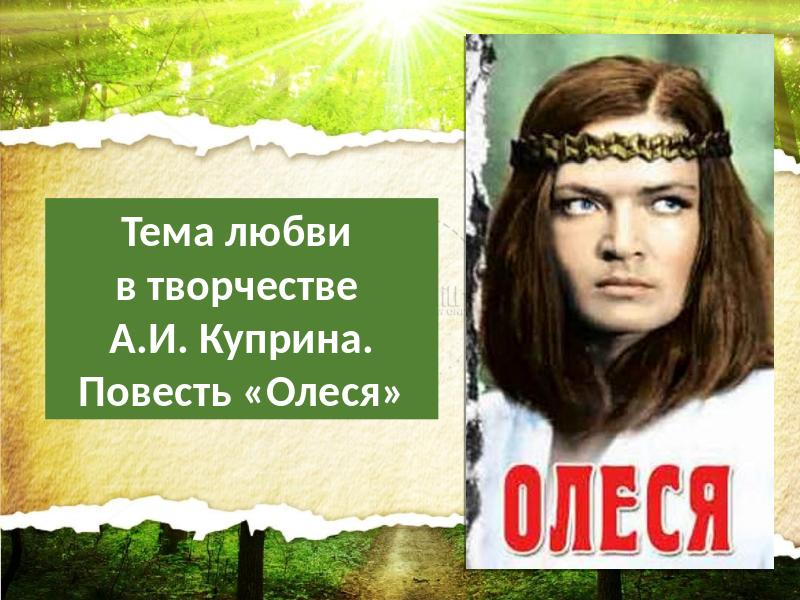 Тема любви
в творчестве
А.И. Куприна.
Повесть «Олеся»
ОЛЕСЯ